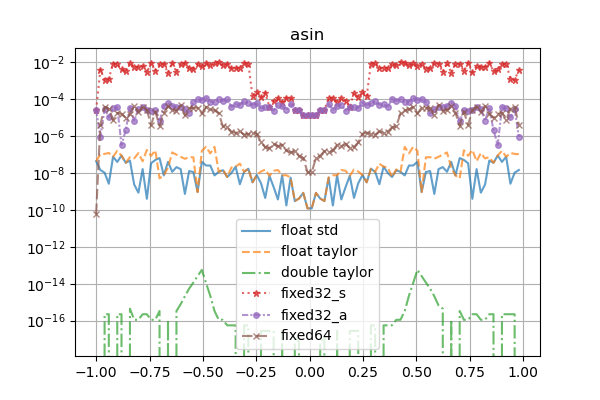 asin
10⁻²
10⁻⁴
10⁻⁶
10⁻⁸
10⁻¹⁰
10⁻¹²
10⁻¹⁴
10⁻¹⁶
float std
float taylor
double taylor
fixed32_s
fixed32_a
fixed64
−1.00 −0.75 −0.50 −0.25 0.00 0.25 0.50 0.75 1.00